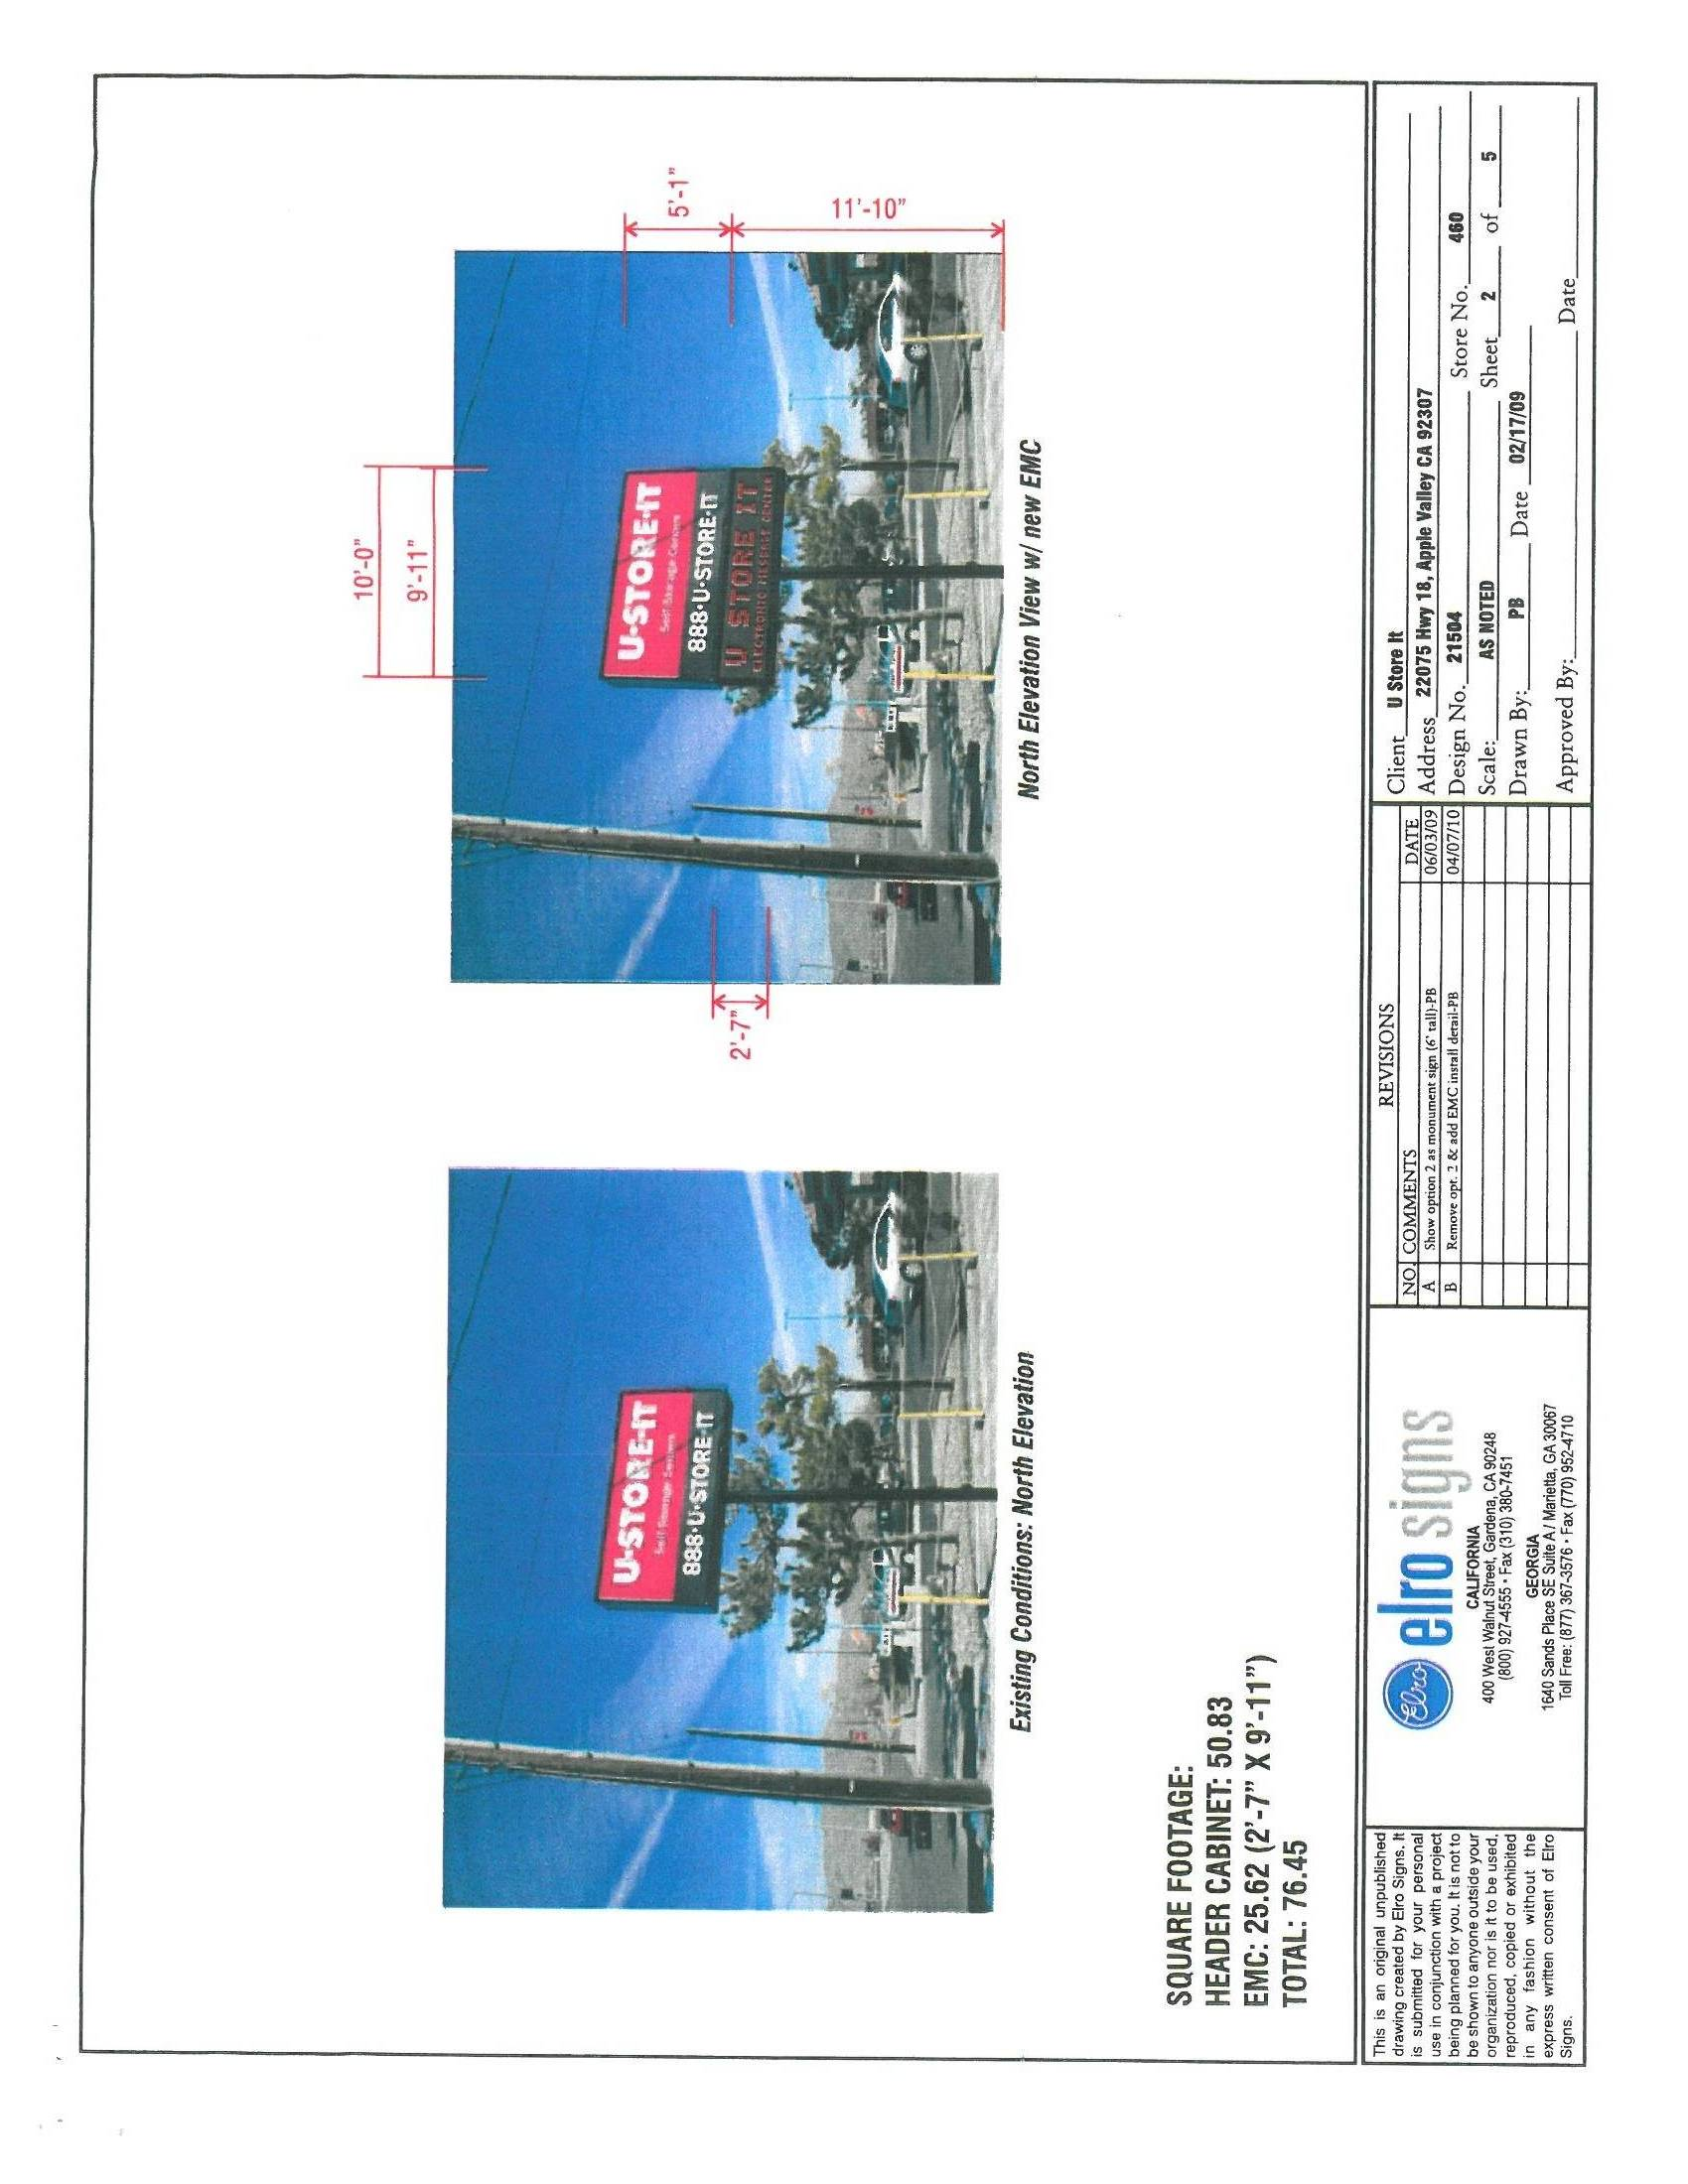 10'-0"
9'-11"
5'-1"
11'-10"
2'-7"
U-STORE-IT
888-U-STORE-IT
U-STORE-IT
Self Storage Centers
888·U·STORE·IT
U STORE IT
ELECTRONIC MESSAGE CENTER
Existing Conditions: North Elevation
North Elevation View w/ new EMC
SQUARE FOOTAGE:
HEADER CABINET: 50.83
EMC: 25.62 (2'-7" X 9'-11")
TOTAL: 76.45
This is an original unpublished
drawing created by Elro Signs. It
is submitted for your personal
use in conjunction with a project
being planned for you. It is not to
be shown to anyone outside your
organization nor is it to be used,
reproduced, copied or exhibited
in any fashion without the
express written consent of Elro
Signs.
Elro elro signs
CALIFORNIA
400 West Walnut Street, Gardena, CA 90248
(800) 927-4555 • Fax (310) 380-7451
GEORGIA
1640 Sands Place SE Suite A / Marietta, GA 30067
Toll Free: (877) 367-3576 • Fax (770) 952-4710
REVISIONS
NO. COMMENTS DATE
A Show option 2 as monument sign (6' tall)-PB 06/03/09
B Remove opt. 2 & add EMC install detail-PB 04/07/10
Client U Store It
Address 22075 Hwy 18, Apple Valley CA 92307
Design No. 21504 Store No. 460
Scale: AS NOTED Sheet 2 of 5
Drawn By: PB Date 02/17/09
Approved By: Date